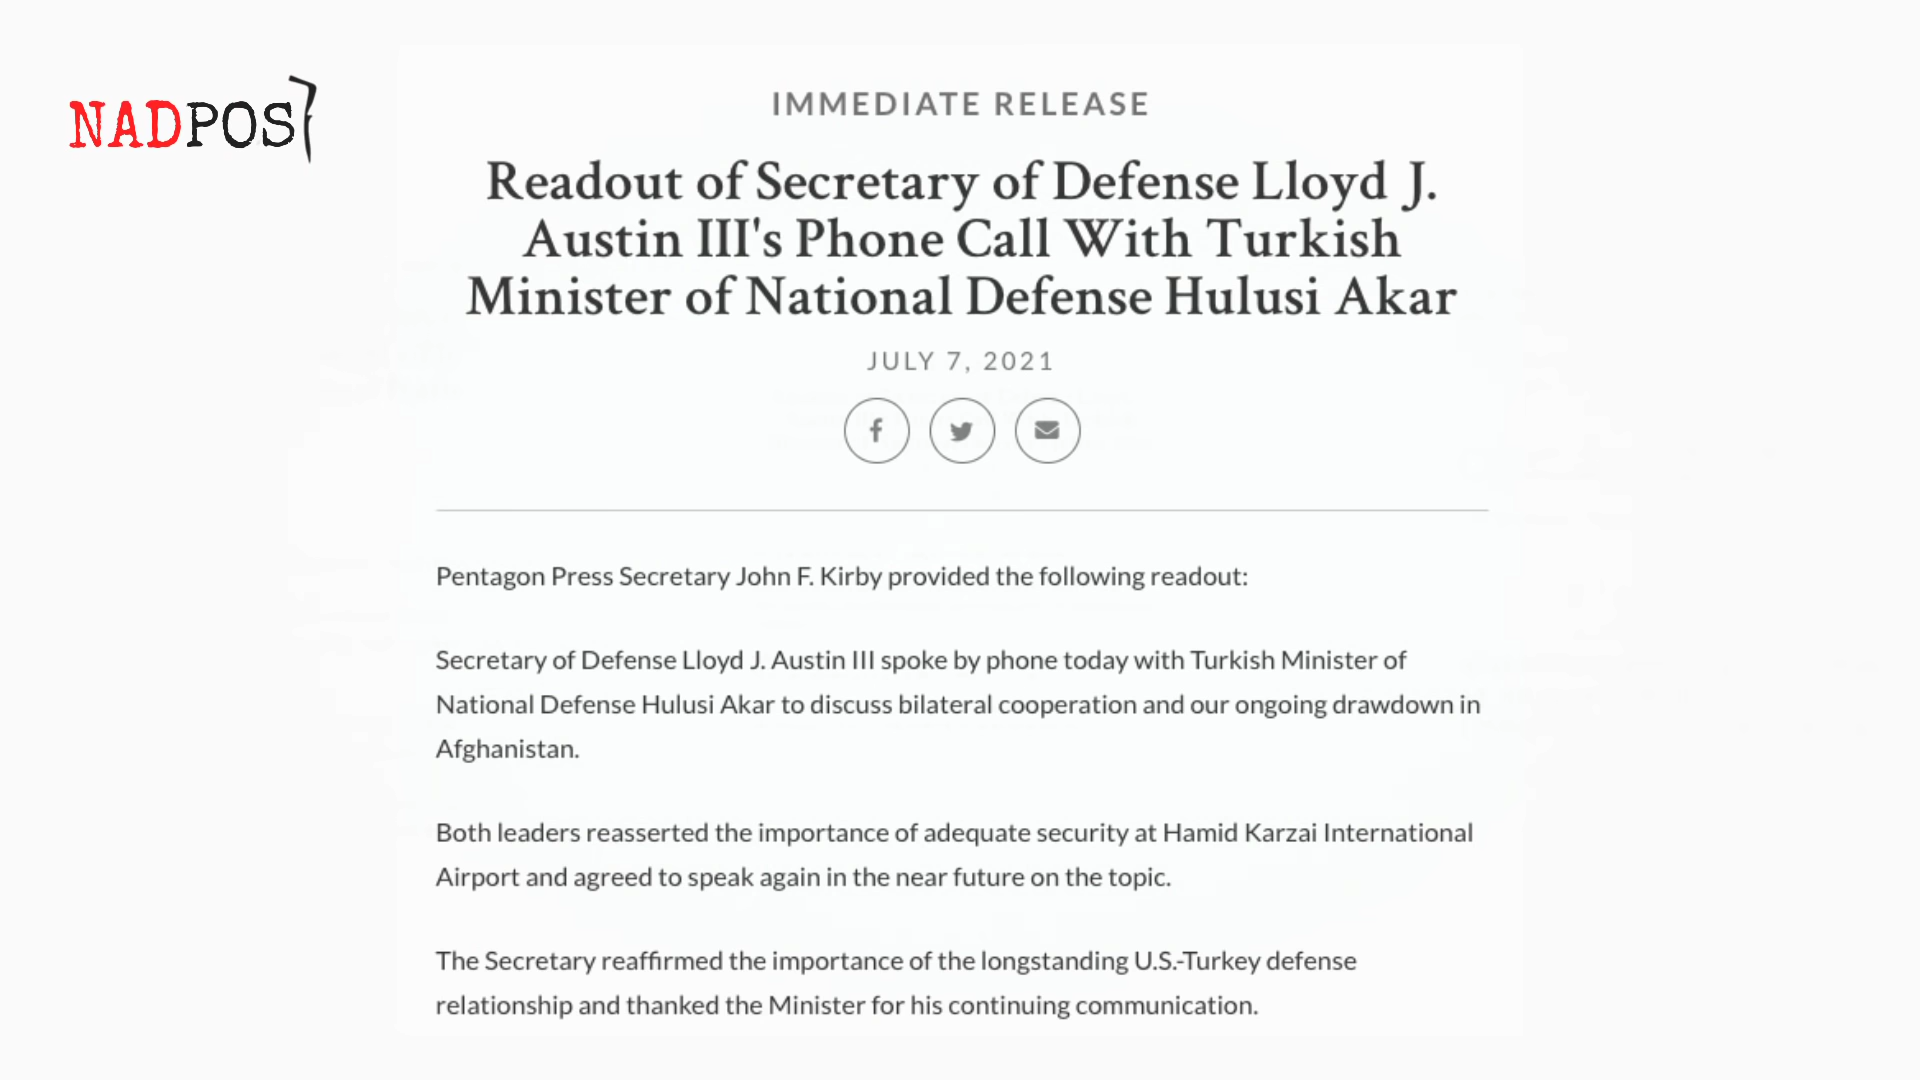 NADPOST
IMMEDIATE RELEASE
Readout of Secretary of Defense Lloyd J.
Austin III's Phone Call With Turkish
Minister of National Defense Hulusi Akar
JULY 7, 2021
Pentagon Press Secretary John F. Kirby provided the following readout:
Secretary of Defense Lloyd J. Austin III spoke by phone today with Turkish Minister of
National Defense Hulusi Akar to discuss bilateral cooperation and our ongoing drawdown in
Afghanistan.
Both leaders reasserted the importance of adequate security at Hamid Karzai International
Airport and agreed to speak again in the near future on the topic.
The Secretary reaffirmed the importance of the longstanding U.S.-Turkey defense
relationship and thanked the Minister for his continuing communication.